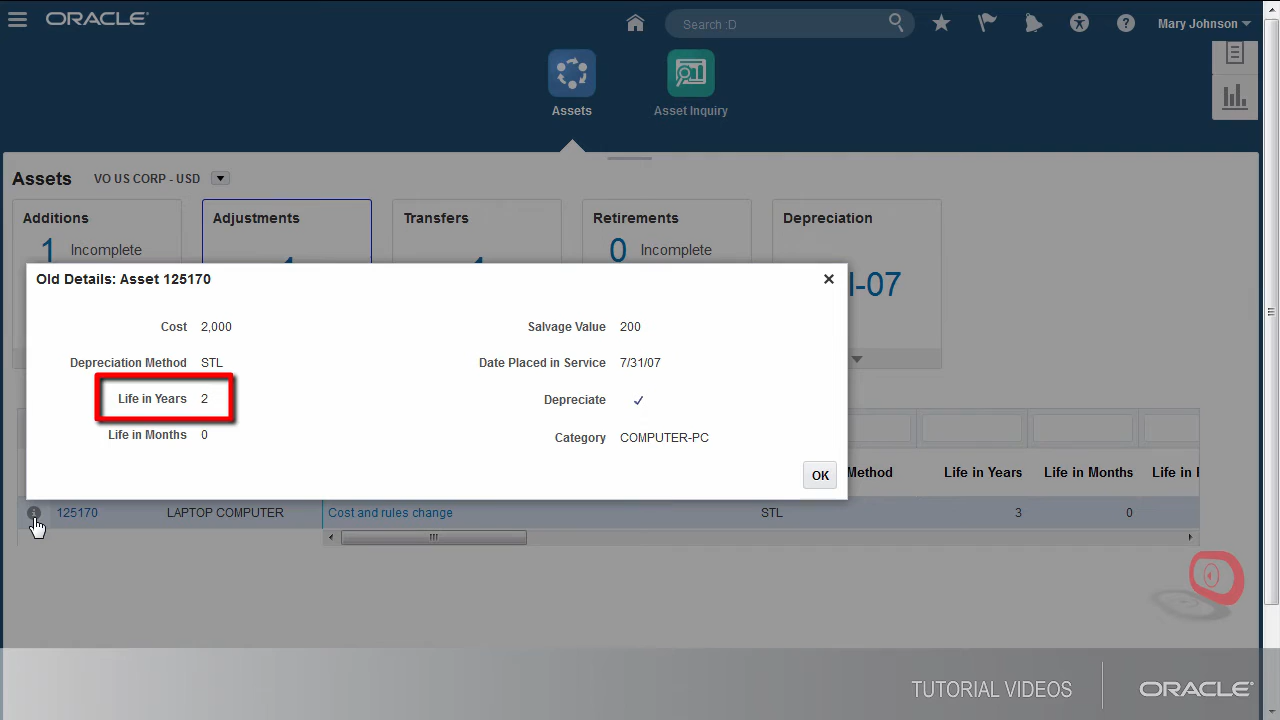 ORACLE
Search :D
Mary Johnson
Assets
Asset Inquiry
Assets VO US CORP - USD
Additions Adjustments Transfers Retirements Depreciation
1 Incomplete 0 Incomplete
l-07
Old Details: Asset 125170
Cost 2,000 Salvage Value 200
Depreciation Method STL Date Placed in Service 7/31/07
Life in Years 2 Depreciate
Life in Months 0 Category COMPUTER-PC
OK
Method Life in Years Life in Months Life in
125170 LAPTOP COMPUTER Cost and rules change STL 3 0
TUTORIAL VIDEOS ORACLE